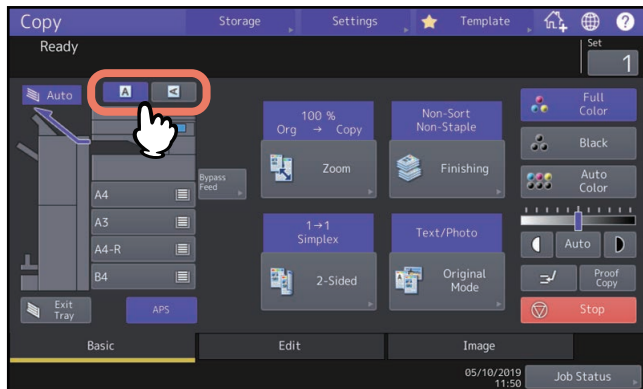 Copy
Storage
Settings
Template
?
Ready
Set
1
Auto
A
A
100 %
Org → Copy
Zoom
Non-Sort
Non-Staple
Finishing
Full
Color
Black
Auto
Color
Bypass
Feed
A4
A3
A4-R
B4
1→1
Simplex
2-Sided
Text/Photo
Original
Mode
Auto
Proof
Copy
Exit
Tray
APS
Stop
Basic
Edit
Image
05/10/2019
11:50
Job Status